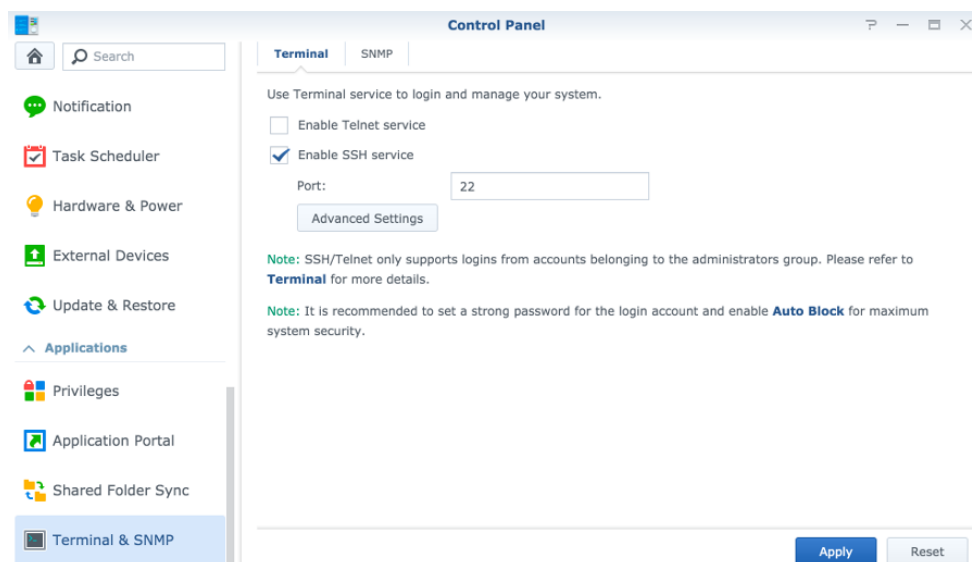 Control Panel
Search
Notification
Task Scheduler
Hardware & Power
External Devices
Update & Restore
Applications
Privileges
Application Portal
Shared Folder Sync
Terminal & SNMP
Terminal
SNMP
Use Terminal service to login and manage your system.
Enable Telnet service
Enable SSH service
Port:
22
Advanced Settings
Note: SSH/Telnet only supports logins from accounts belonging to the administrators group. Please refer to
Terminal for more details.
Note: It is recommended to set a strong password for the login account and enable Auto Block for maximum
system security.
Apply
Reset